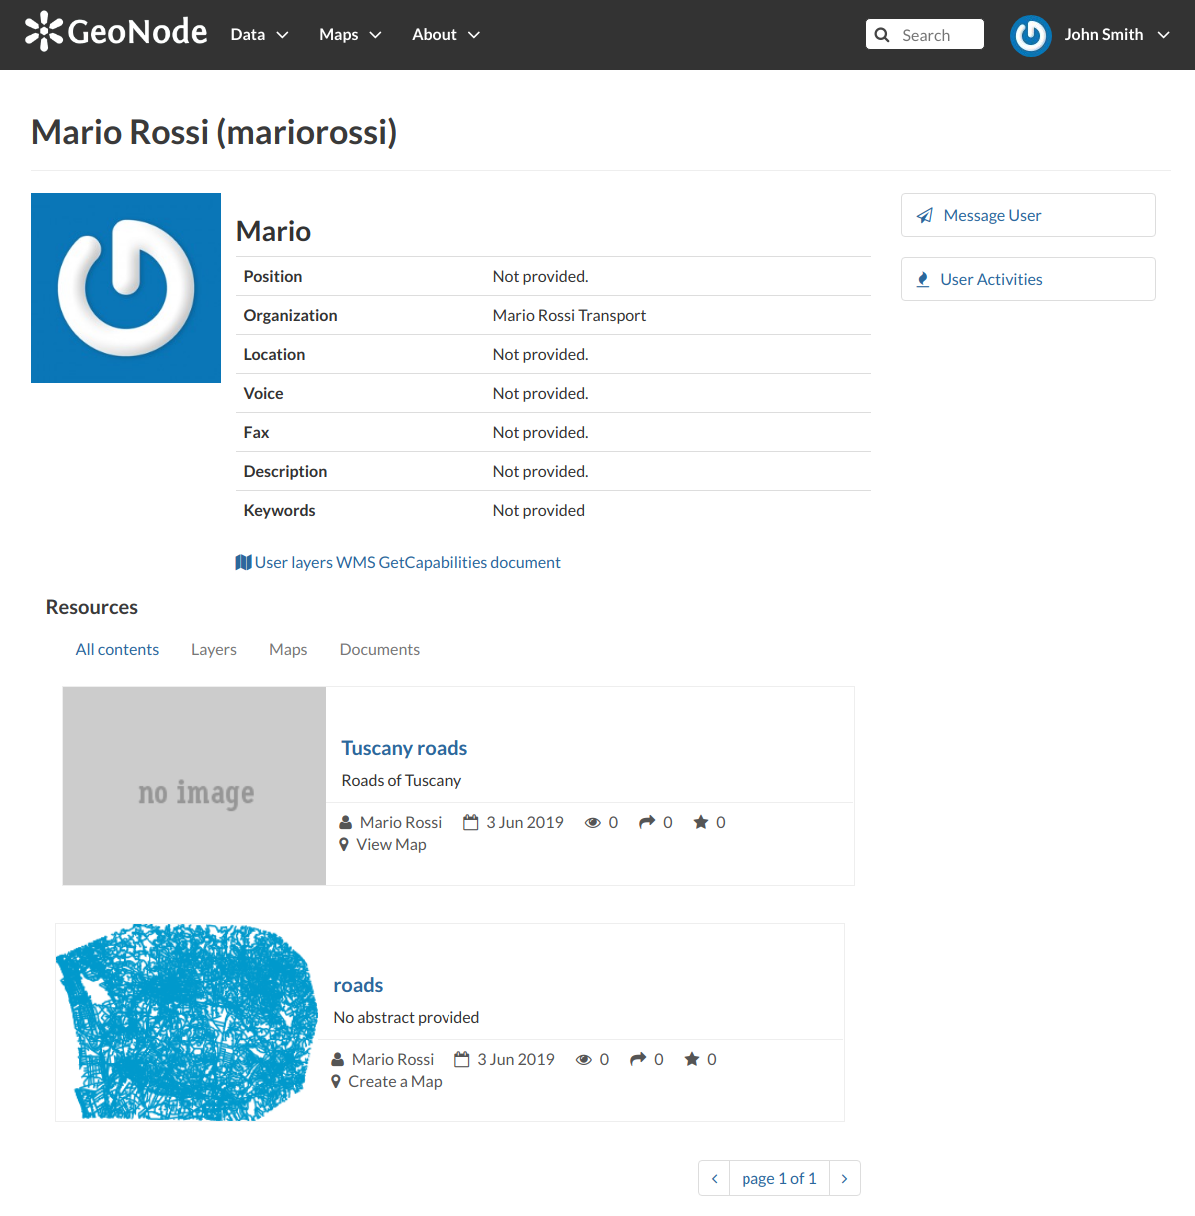 GeoNode Data Maps About Search John Smith
Mario Rossi (mariorossi)
Mario
Position Not provided.
Organization Mario Rossi Transport
Location Not provided.
Voice Not provided.
Fax Not provided.
Description Not provided.
Keywords Not provided
User layers WMS GetCapabilities document
Message User
User Activities
Resources
All contents Layers Maps Documents
no image
Tuscany roads
Roads of Tuscany
Mario Rossi 3 Jun 2019 0 0 0
View Map
roads
No abstract provided
Mario Rossi 3 Jun 2019 0 0 0
Create a Map
page 1 of 1